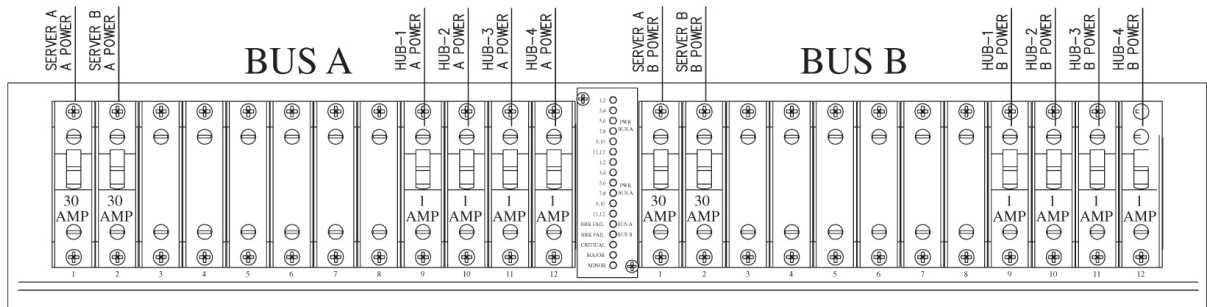 SERVER A
A POWER
SERVER B
A POWER
BUS A
HUB-1
A POWER
HUB-2
A POWER
HUB-3
A POWER
HUB-4
A POWER
SERVER A
B POWER
SERVER B
B POWER
BUS B
HUB-1
B POWER
HUB-2
B POWER
HUB-3
B POWER
HUB-4
B POWER
30
AMP
30
AMP
1
AMP
1
AMP
1
AMP
1
AMP
1 2 3 4 5 6 7 8 9 10 11 12
1,2
3,4
5,6 PWR
7,8 BUS A
9,10
11,12
1,2
3,4
5,6 PWR
7,8 BUS A
9,10
11,12
BRK FAIL BUS A
BRK FAIL BUS B
CRITICAL
MAJOR
MINOR
30
AMP
30
AMP
1
AMP
1
AMP
1
AMP
1
AMP
1 2 3 4 5 6 7 8 9 10 11 12